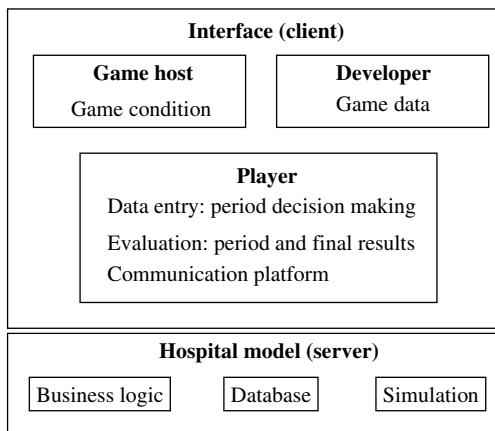 Interface (client)
Game host
Game condition
Developer
Game data
Player
Data entry: period decision making
Evaluation: period and final results
Communication platform
Hospital model (server)
Business logic
Database
Simulation